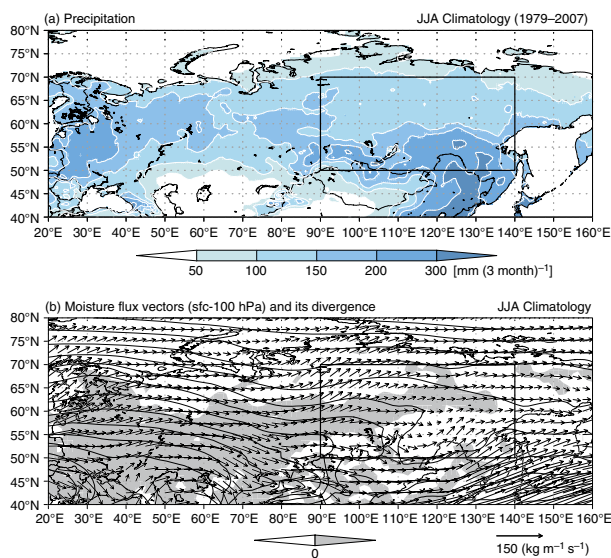 (a) Precipitation JJA Climatology (1979–2007)
80°N
75°N
70°N
65°N
60°N
55°N
50°N
45°N
40°N
20°E 30°E 40°E 50°E 60°E 70°E 80°E 90°E 100°E 110°E 120°E 130°E 140°E 150°E 160°E
50 100 150 200 300 [mm (3 month)⁻¹]
(b) Moisture flux vectors (sfc-100 hPa) and its divergence JJA Climatology
80°N
75°N
70°N
65°N
60°N
55°N
50°N
45°N
40°N
20°E 30°E 40°E 50°E 60°E 70°E 80°E 90°E 100°E 110°E 120°E 130°E 140°E 150°E 160°E
0 150 (kg m⁻¹ s⁻¹)